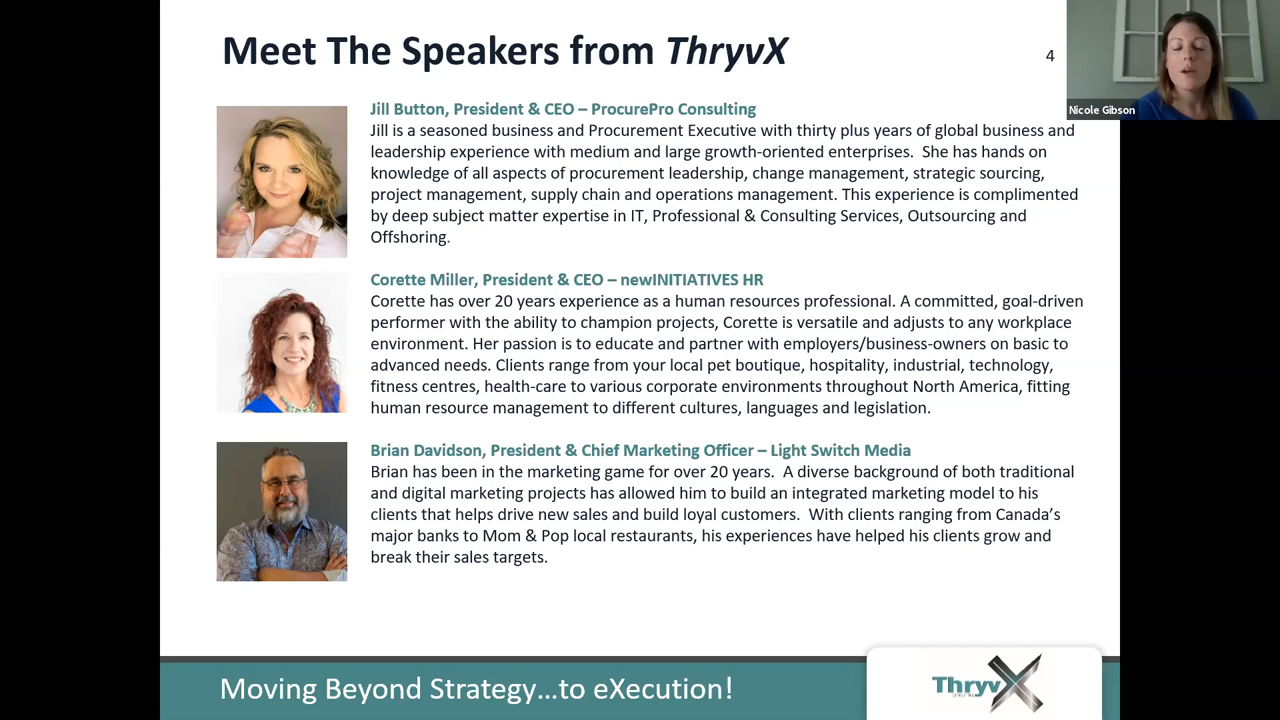 Meet The Speakers from ThryvX
4
Nicole Gibson
Jill Button, President & CEO – ProcurePro Consulting
Jill is a seasoned business and Procurement Executive with thirty plus years of global business and
leadership experience with medium and large growth-oriented enterprises.  She has hands on
knowledge of all aspects of procurement leadership, change management, strategic sourcing,
project management, supply chain and operations management. This experience is complimented
by deep subject matter expertise in IT, Professional & Consulting Services, Outsourcing and
Offshoring.
Corette Miller, President & CEO – newINITIATIVES HR
Corette has over 20 years experience as a human resources professional. A committed, goal-driven
performer with the ability to champion projects, Corette is versatile and adjusts to any workplace
environment. Her passion is to educate and partner with employers/business-owners on basic to
advanced needs. Clients range from your local pet boutique, hospitality, industrial, technology,
fitness centres, health-care to various corporate environments throughout North America, fitting
human resource management to different cultures, languages and legislation.
Brian Davidson, President & Chief Marketing Officer – Light Switch Media
Brian has been in the marketing game for over 20 years.  A diverse background of both traditional
and digital marketing projects has allowed him to build an integrated marketing model to his
clients that helps drive new sales and build loyal customers.  With clients ranging from Canada’s
major banks to Mom & Pop local restaurants, his experiences have helped his clients grow and
break their sales targets.
Moving Beyond Strategy…to eXecution!
ThryvX